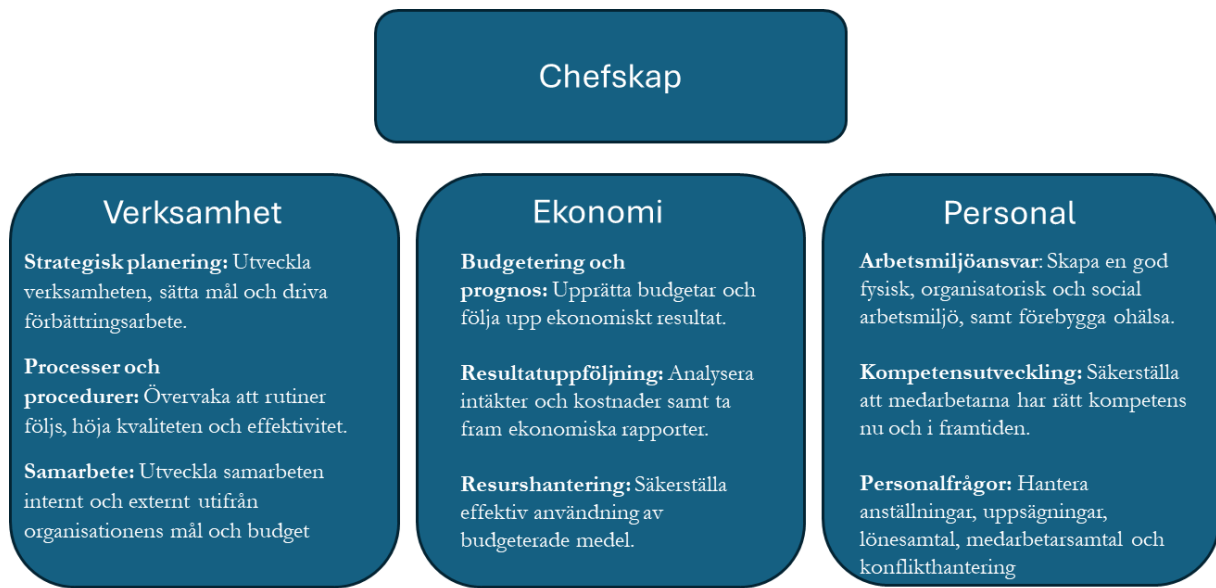 Chefskap
Verksamhet
Strategisk planering: Utveckla
verksamheten, sätta mål och driva
förbättringsarbete.
Processer och
procedurer: Övervaka att rutiner
följs, höja kvaliteten och effektivitet.
Samarbete: Utveckla samarbeten
internt och externt utifrån
organisationens mål och budget
Ekonomi
Budgetering och
prognos: Upprätta budgetar och
följa upp ekonomiskt resultat.
Resultatuppföljning: Analysera
intäkter och kostnader samt ta
fram ekonomiska rapporter.
Resurshantering: Säkerställa
effektiv användning av
budgeterade medel.
Personal
Arbetsmiljöansvar: Skapa en god
fysisk, organisatorisk och social
arbetsmiljö, samt förebygga ohälsa.
Kompetensutveckling: Säkerställa
att medarbetarna har rätt kompetens
nu och i framtiden.
Personalfrågor: Hantera
anställningar, uppsägningar,
lönesamtal, medarbetarsamtal och
konflikthantering